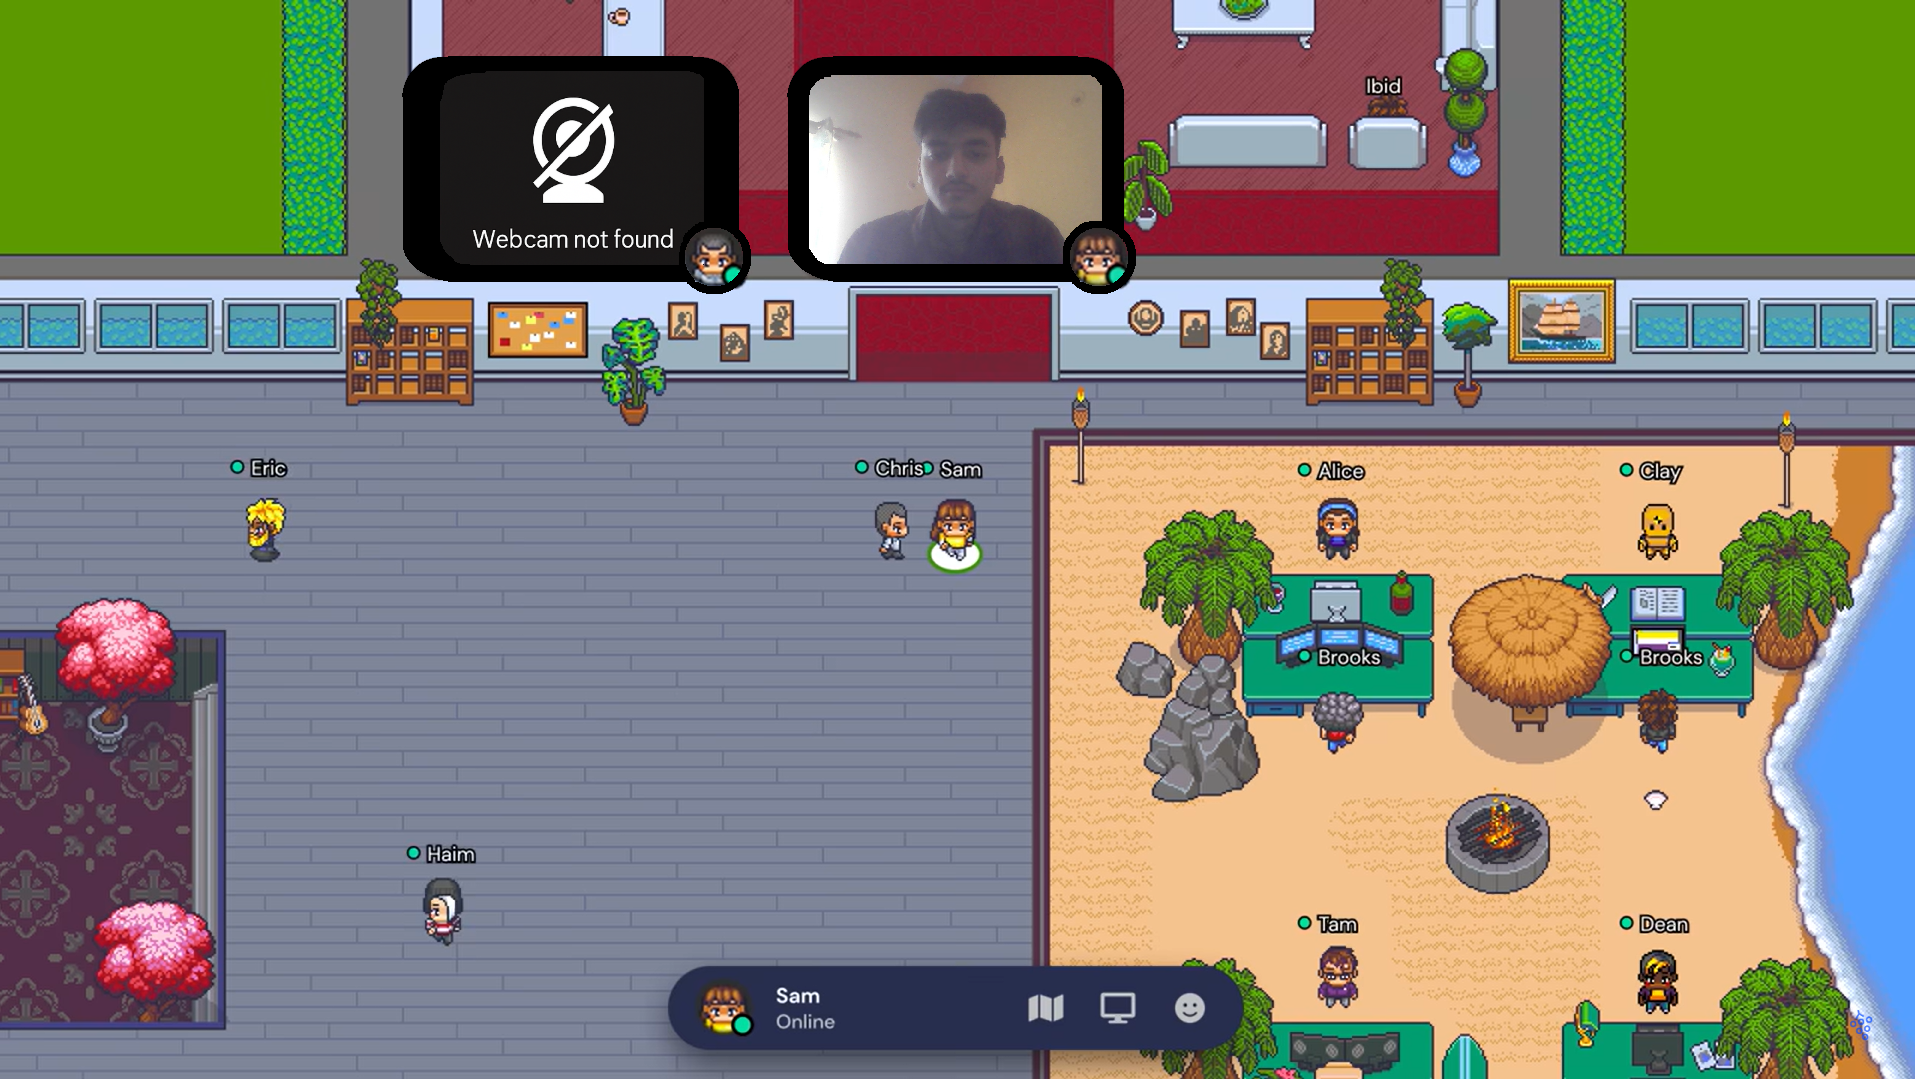 Ibid
Webcam not found
Eric
Chris
Sam
Alice
Clay
Brooks
Brooks
Haim
Tam
Dean
Sam
Online